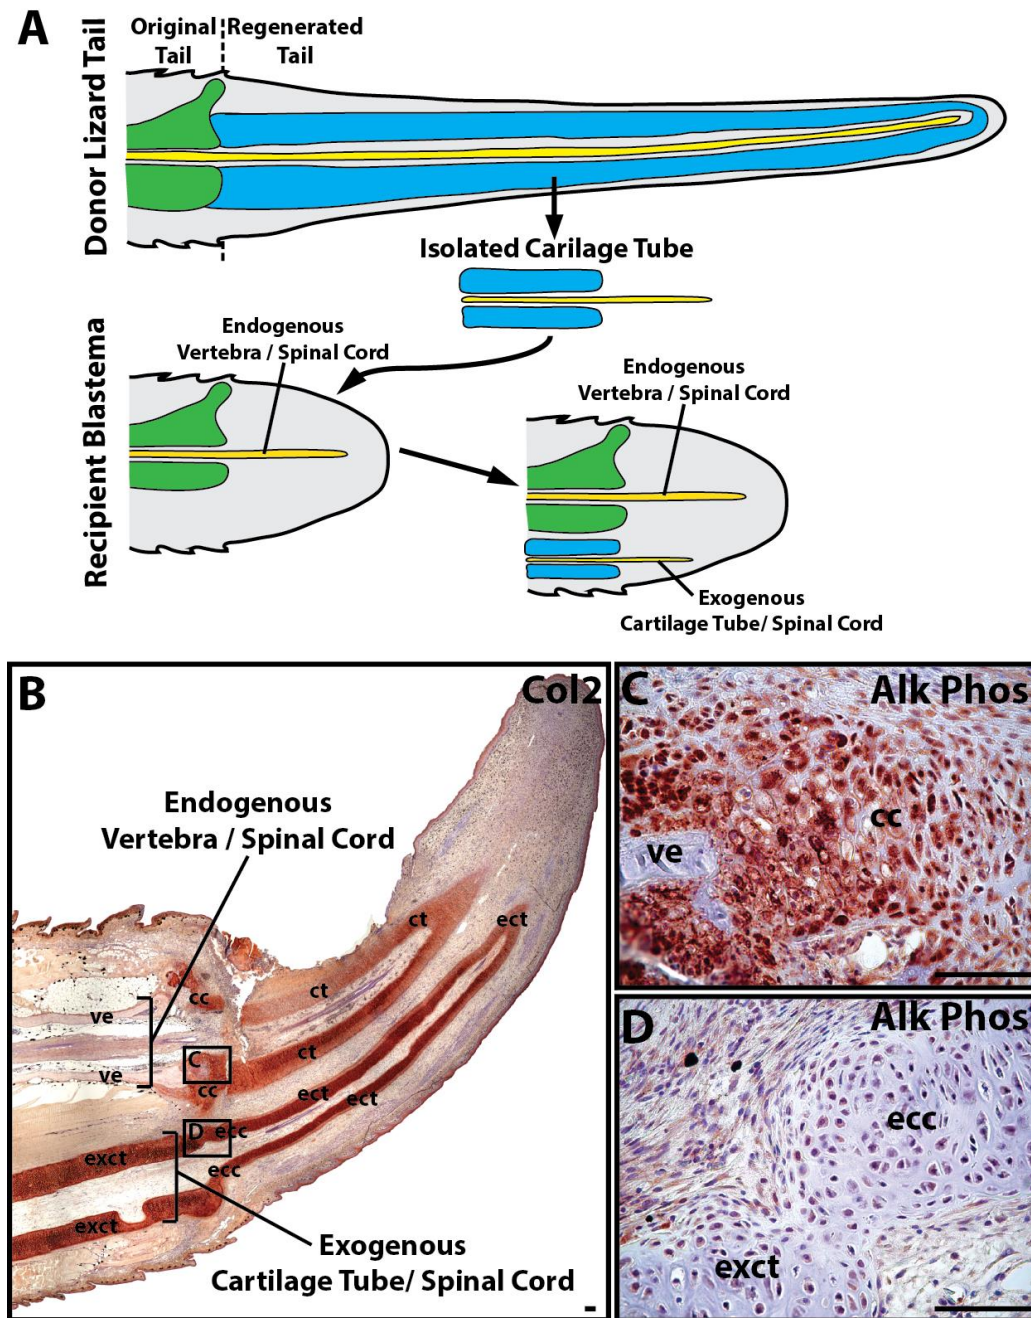 A
Original
Tail
Regenerated
Tail
Donor Lizard Tail
Isolated Carilage Tube
Endogenous
Vertebra / Spinal Cord
Endogenous
Vertebra / Spinal Cord
Recipient Blastema
Exogenous
Cartilage Tube/ Spinal Cord
B
Col2
Endogenous
Vertebra / Spinal Cord
ct
ect
cc
ct
ve
ct
C
ve
cc
ect
ect
D
ecc
exct
ecc
exct
Exogenous
Cartilage Tube/ Spinal Cord
C
Alk Phos
cc
ve
D
Alk Phos
ecc
exct